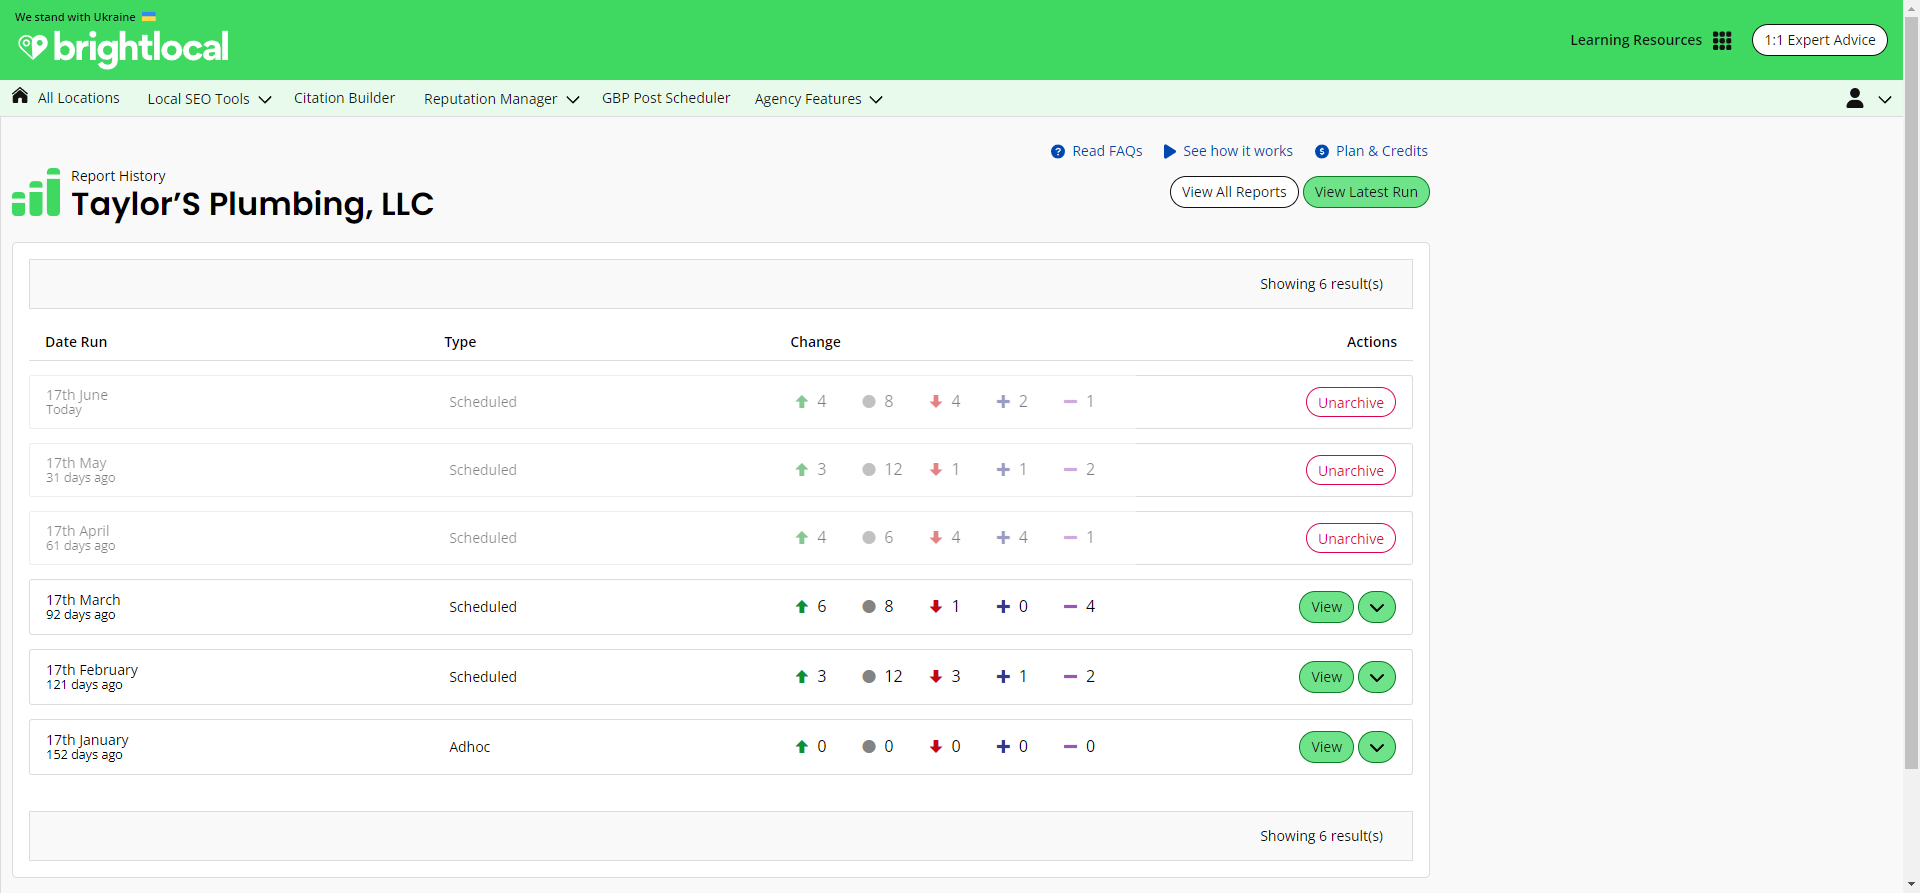 We stand with Ukraine
brightlocal
Learning Resources
1:1 Expert Advice
All Locations Local SEO Tools Citation Builder Reputation Manager GBP Post Scheduler Agency Features
Read FAQs See how it works Plan & Credits
Report History
Taylor’S Plumbing, LLC
View All Reports View Latest Run
Showing 6 result(s)
Date Run Type Change Actions
17th June
Today
Scheduled 4 8 4 2 1 Unarchive
17th May
31 days ago
Scheduled 3 12 1 1 2 Unarchive
17th April
61 days ago
Scheduled 4 6 4 4 1 Unarchive
17th March
92 days ago
Scheduled 6 8 1 0 4 View
17th February
121 days ago
Scheduled 3 12 3 1 2 View
17th January
152 days ago
Adhoc 0 0 0 0 0 View
Showing 6 result(s)